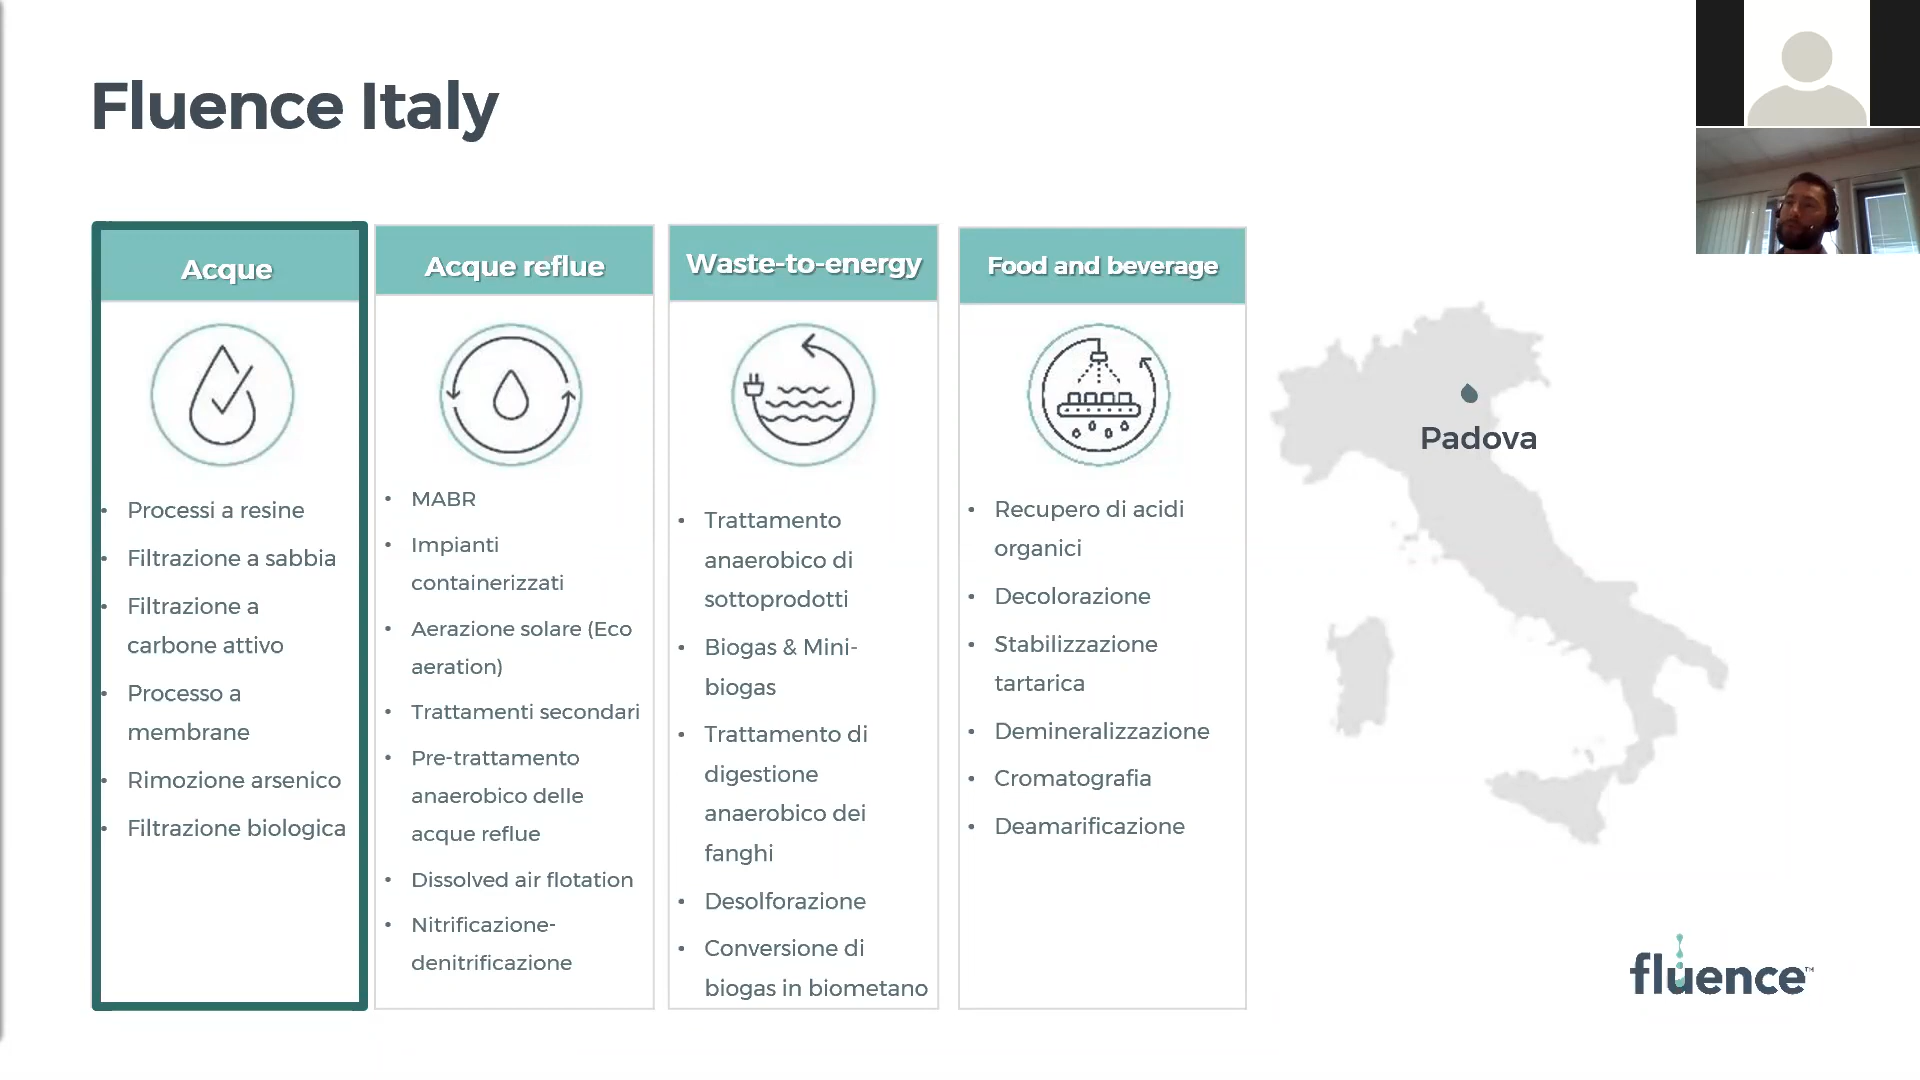 Fluence Italy
Acque
• Processi a resine
• Filtrazione a sabbia
• Filtrazione a
carbone attivo
• Processo a
membrane
• Rimozione arsenico
• Filtrazione biologica
Acque reflue
• MABR
• Impianti
containerizzati
• Aerazione solare (Eco
aeration)
• Trattamenti secondari
• Pre-trattamento
anaerobico delle
acque reflue
• Dissolved air flotation
• Nitrificazione-
denitrificazione
Waste-to-energy
• Trattamento
anaerobico di
sottoprodotti
• Biogas & Mini-
biogas
• Trattamento di
digestione
anaerobico dei
fanghi
• Desolforazione
• Conversione di
biogas in biometano
Food and beverage
• Recupero di acidi
organici
• Decolorazione
• Stabilizzazione
tartarica
• Demineralizzazione
• Cromatografia
• Deamarificazione
Padova
fluence™